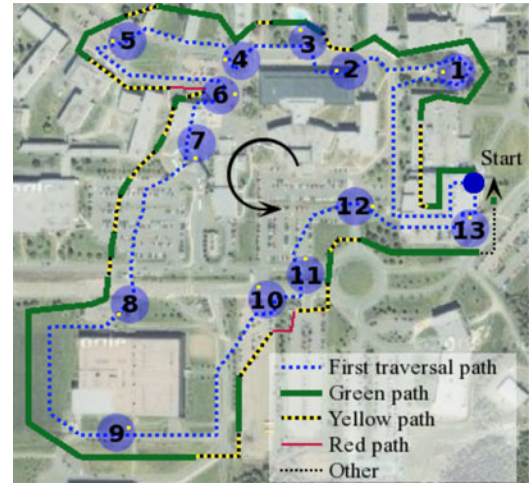 5
3
4
2
1
6
7
Start
12
13
11
10
8
9
First traversal path
Green path
Yellow path
Red path
Other